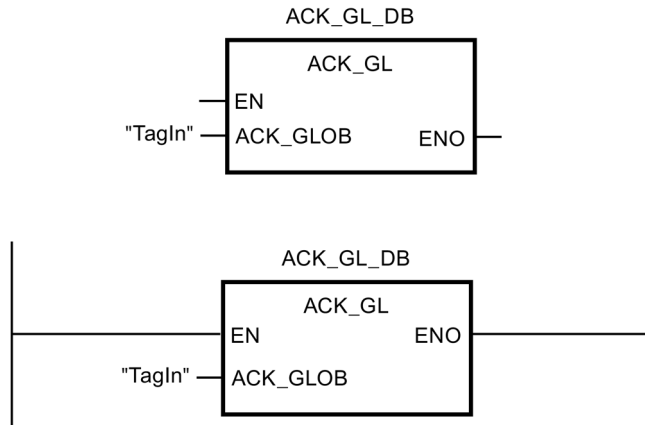 ACK_GL_DB
ACK_GL
EN
"TagIn" ACK_GLOB ENO
ACK_GL_DB
ACK_GL
EN ENO
"TagIn" ACK_GLOB